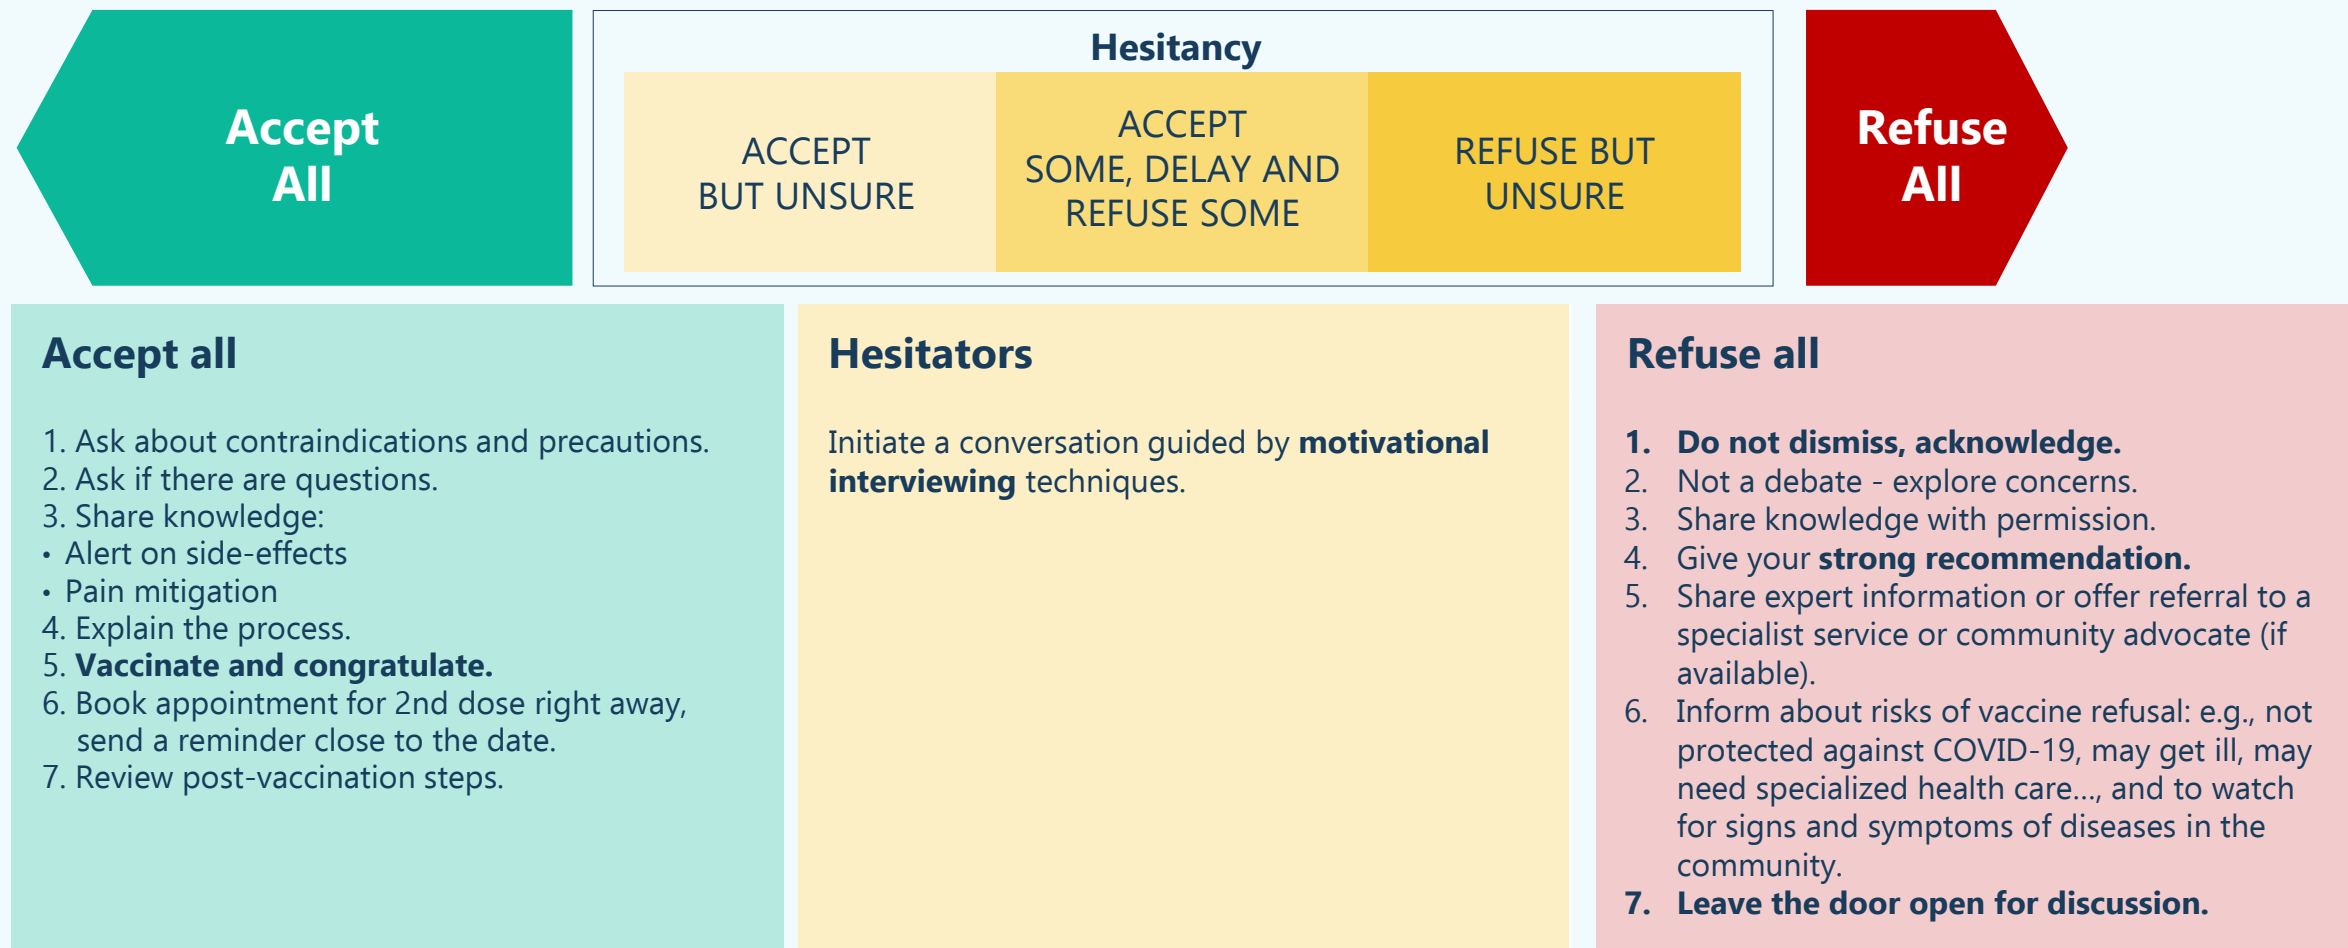 Accept
All
Hesitancy
ACCEPT
BUT UNSURE
ACCEPT
SOME, DELAY AND
REFUSE SOME
REFUSE BUT
UNSURE
Refuse
All
Accept all
1. Ask about contraindications and precautions.
2. Ask if there are questions.
3. Share knowledge:
• Alert on side-effects
• Pain mitigation
4. Explain the process.
5. Vaccinate and congratulate.
6. Book appointment for 2nd dose right away,
send a reminder close to the date.
7. Review post-vaccination steps.
Hesitators
Initiate a conversation guided by motivational
interviewing techniques.
Refuse all
1. Do not dismiss, acknowledge.
2. Not a debate - explore concerns.
3. Share knowledge with permission.
4. Give your strong recommendation.
5. Share expert information or offer referral to a
specialist service or community advocate (if
available).
6. Inform about risks of vaccine refusal: e.g., not
protected against COVID-19, may get ill, may
need specialized health care..., and to watch
for signs and symptoms of diseases in the
community.
7. Leave the door open for discussion.